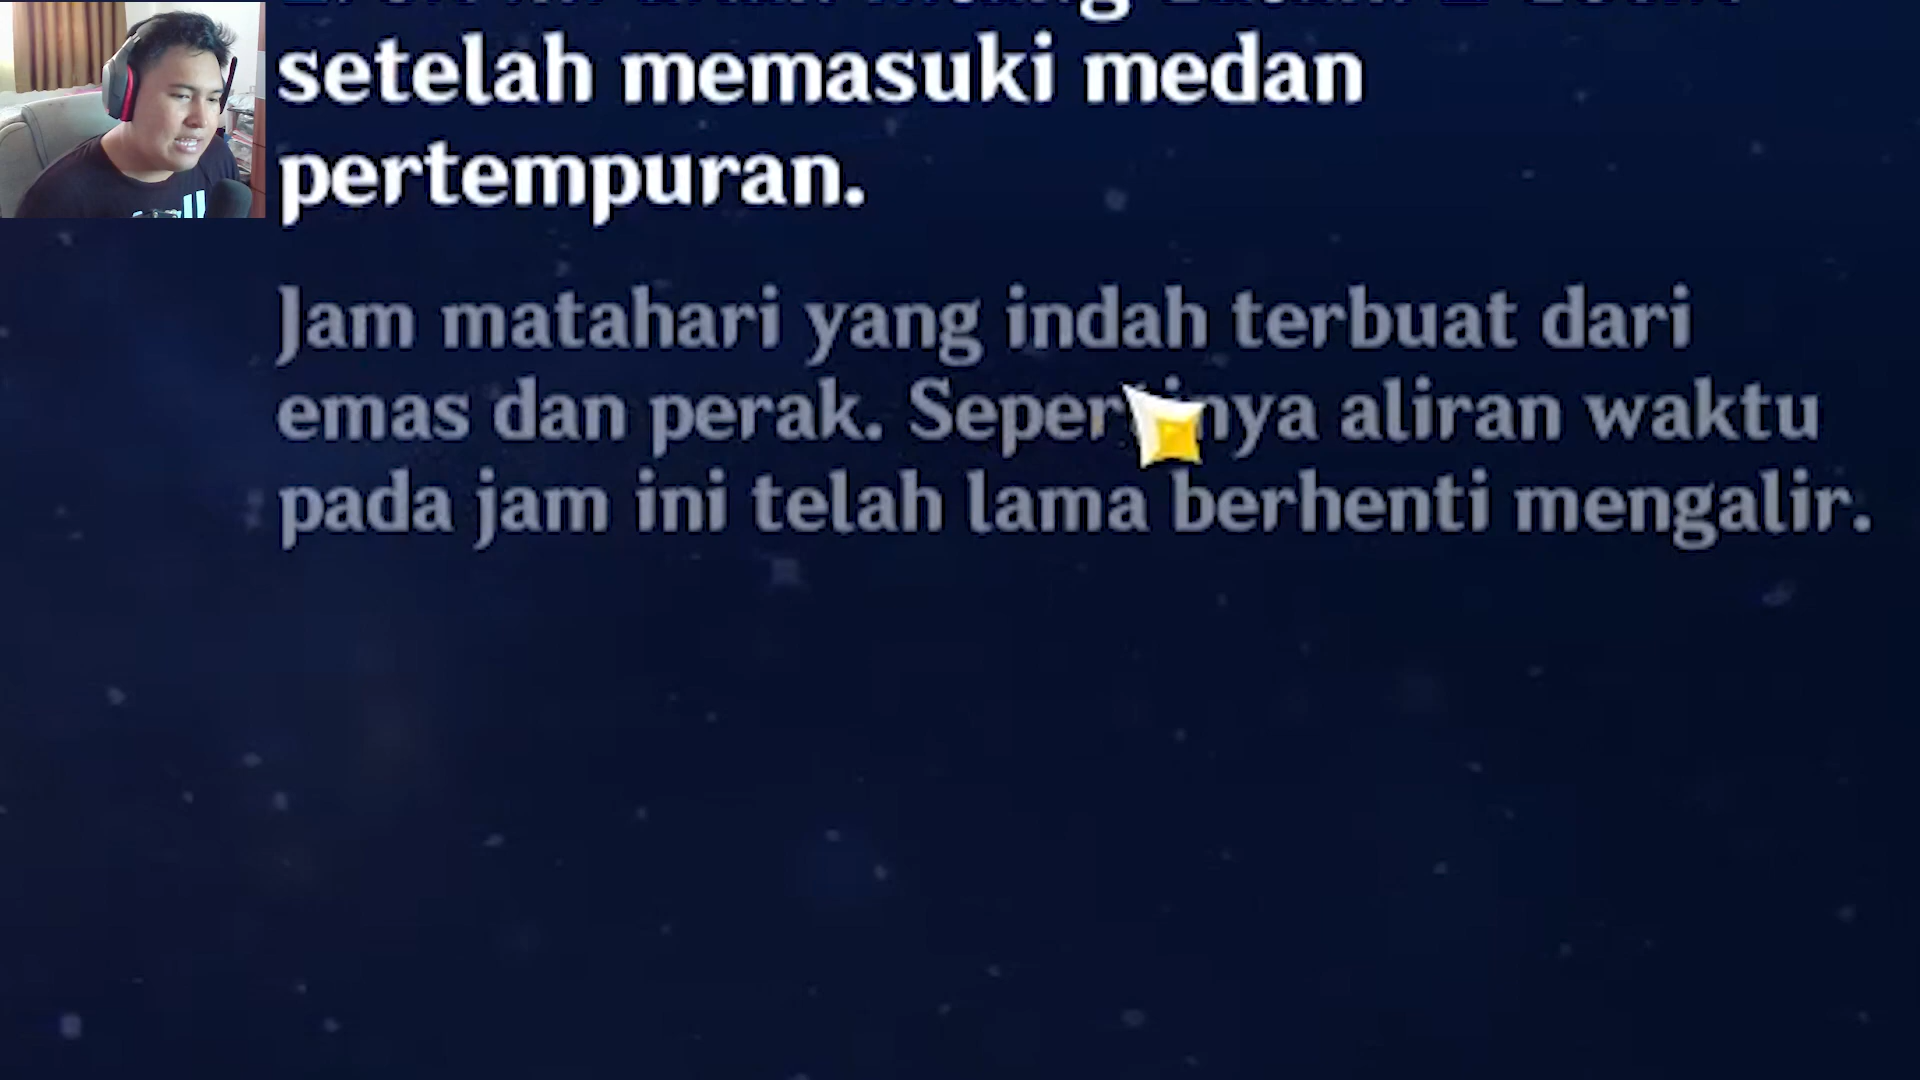 setelah memasuki medan
pertempuran.
Jam matahari yang indah terbuat dari
emas dan perak. Sepertinya aliran waktu
pada jam ini telah lama berhenti mengalir.